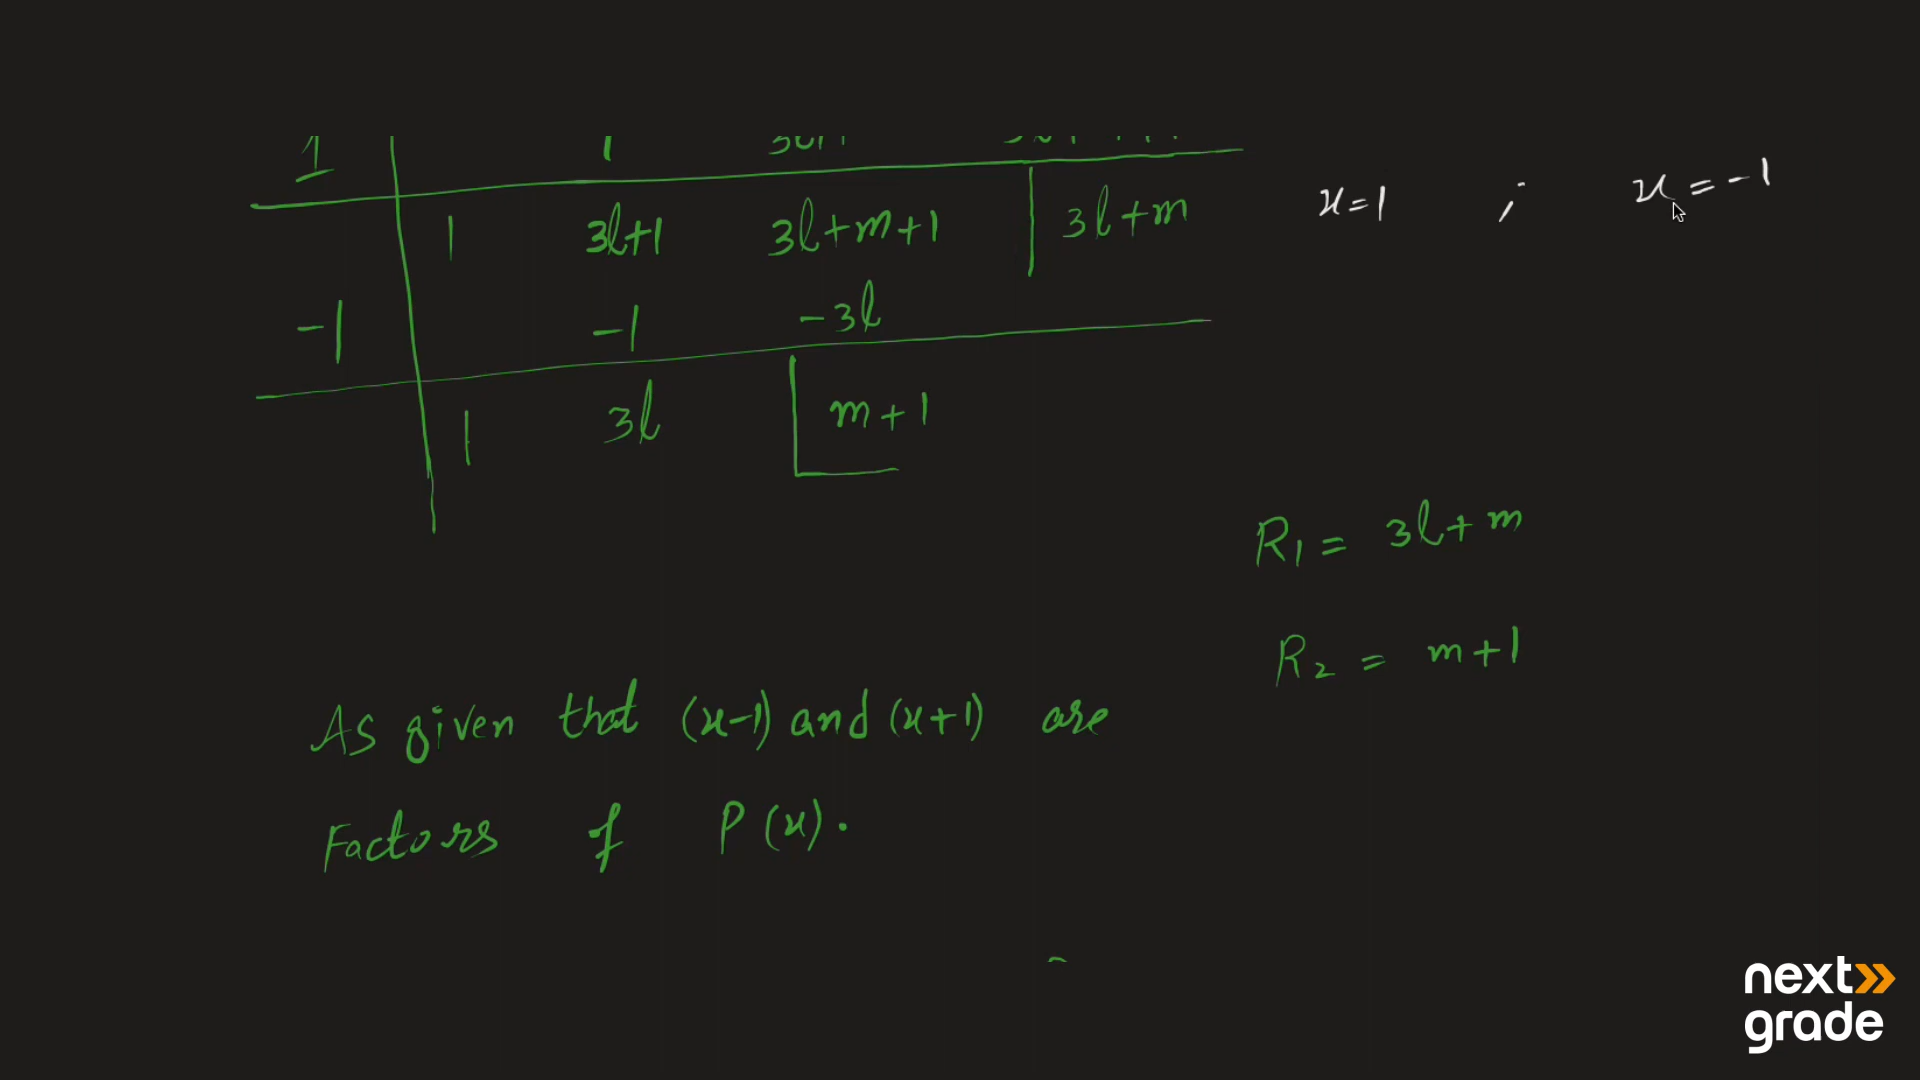 1 1
1 3l+1 3l+m+1 3l+m x=1 ; x=-1
-1 -1 -3l
1 3l m+1
R1 = 3l+m
R2 = m+1
As given that (x-1) and (x+1) are
Factors of P(x).
next
grade